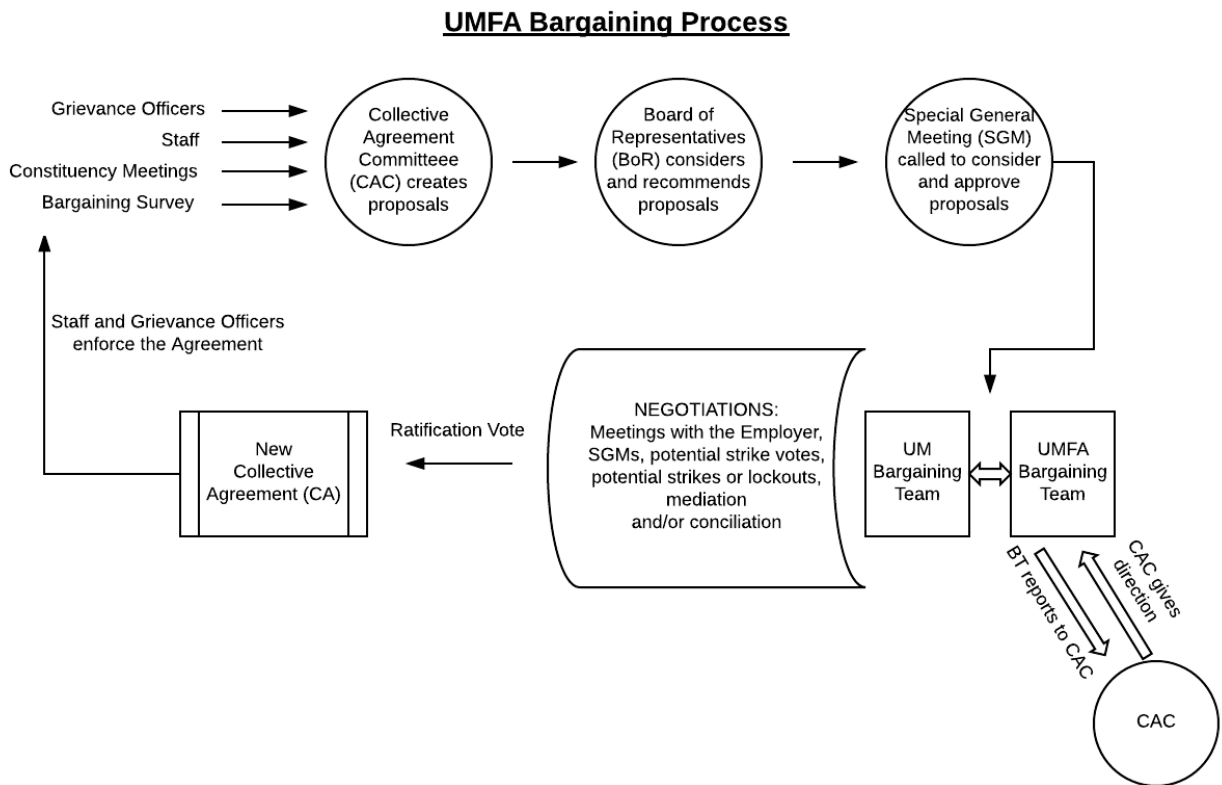 UMFA Bargaining Process
Grievance Officers
Staff
Constituency Meetings
Bargaining Survey
Collective
Agreement
Committeee
(CAC) creates
proposals
Board of
Representatives
(BoR) considers
and recommends
proposals
Special General
Meeting (SGM)
called to consider
and approve
proposals
Staff and Grievance Officers
enforce the Agreement
New
Collective
Agreement (CA)
Ratification Vote
NEGOTIATIONS:
Meetings with the Employer,
SGMs, potential strike votes,
potential strikes or lockouts,
mediation
and/or conciliation
UM
Bargaining
Team
UMFA
Bargaining
Team
BT reports to CAC
CAC gives
direction
CAC